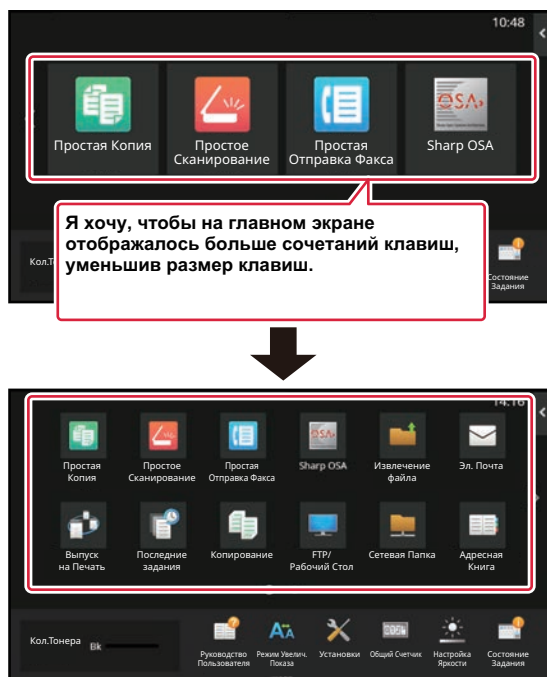 10:48
Простая Копия
Простое
Сканирование
Простая
Отправка Факса
Sharp OSA
Я хочу, чтобы на главном экране
отображалось больше сочетаний клавиш,
уменьшив размер клавиш.
Состояние
Задания
14:16
Простая
Копия
Простое
Сканирование
Простая
Отправка Факса
Sharp OSA
Извлечение
файла
Эл. Почта
Выпуск
на Печать
Последние
задания
Копирование
FTP/
Рабочий Стол
Сетевая Папка
Адресная
Книга
Кол.Тонера
Bk
Руководство
Пользователя
Режим Увелич.
Показа
Установки
Общий Счетчик
Настройка
Яркости
Состояние
Задания